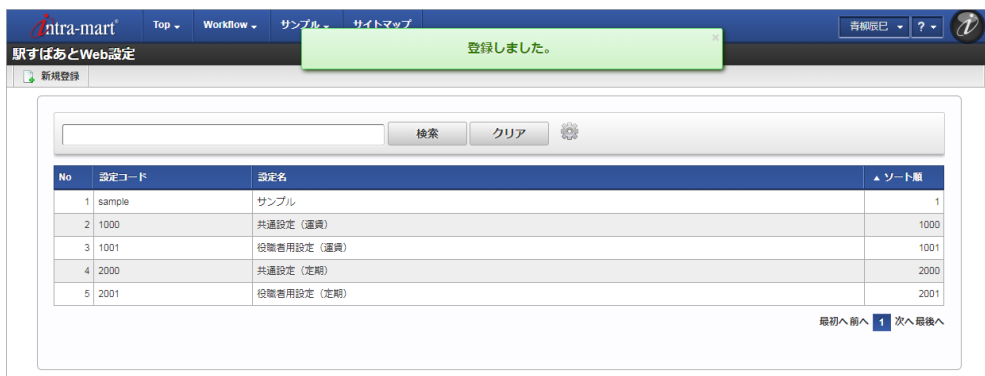 intra-mart® Top Workflow サンプル サイトマップ 青柳辰巳 ?
登録しました。 ×
駅すぱあとWeb設定
新規登録
検索 クリア
No 設定コード 設定名 ▲ ソート順
1 sample サンプル 1
2 1000 共通設定（運賃） 1000
3 1001 役職者用設定（運賃） 1001
4 2000 共通設定（定期） 2000
5 2001 役職者用設定（定期） 2001
最初へ 前へ 1 次へ 最後へ